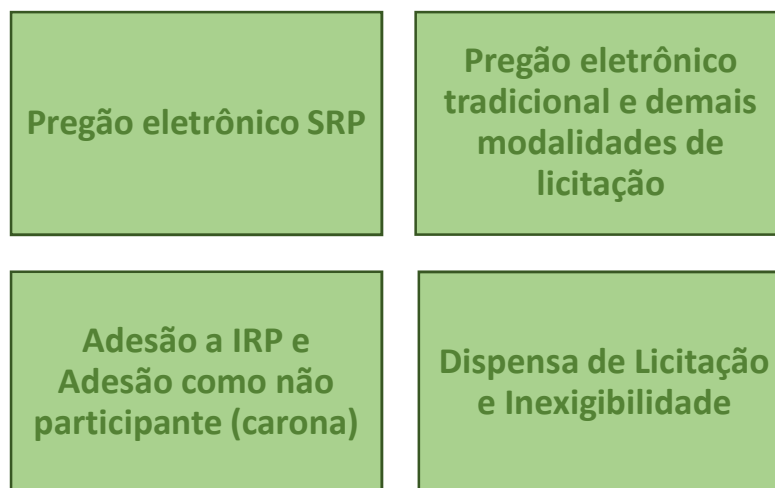 Pregão eletrônico SRP
Pregão eletrônico
tradicional e demais
modalidades de
licitação
Adesão a IRP e
Adesão como não
participante (carona)
Dispensa de Licitação
e Inexigibilidade